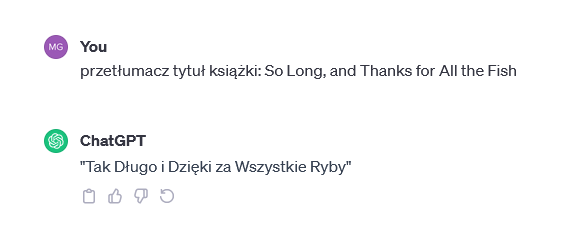 MG
You
przetłumacz tytuł książki: So Long, and Thanks for All the Fish
ChatGPT
"Tak Długo i Dzięki za Wszystkie Ryby"